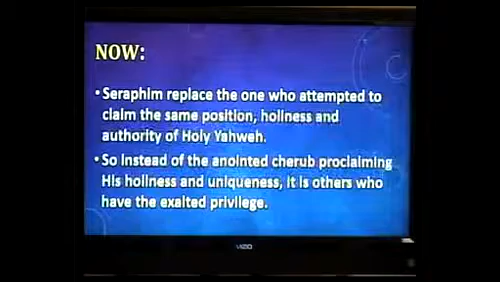 NOW:
• Seraphim replace the one who attempted to
claim the same position, holiness and
authority of Holy Yahweh.
• So instead of the anointed cherub proclaiming
His holiness and uniqueness, it is others who
have the exalted privilege.
VIZIO